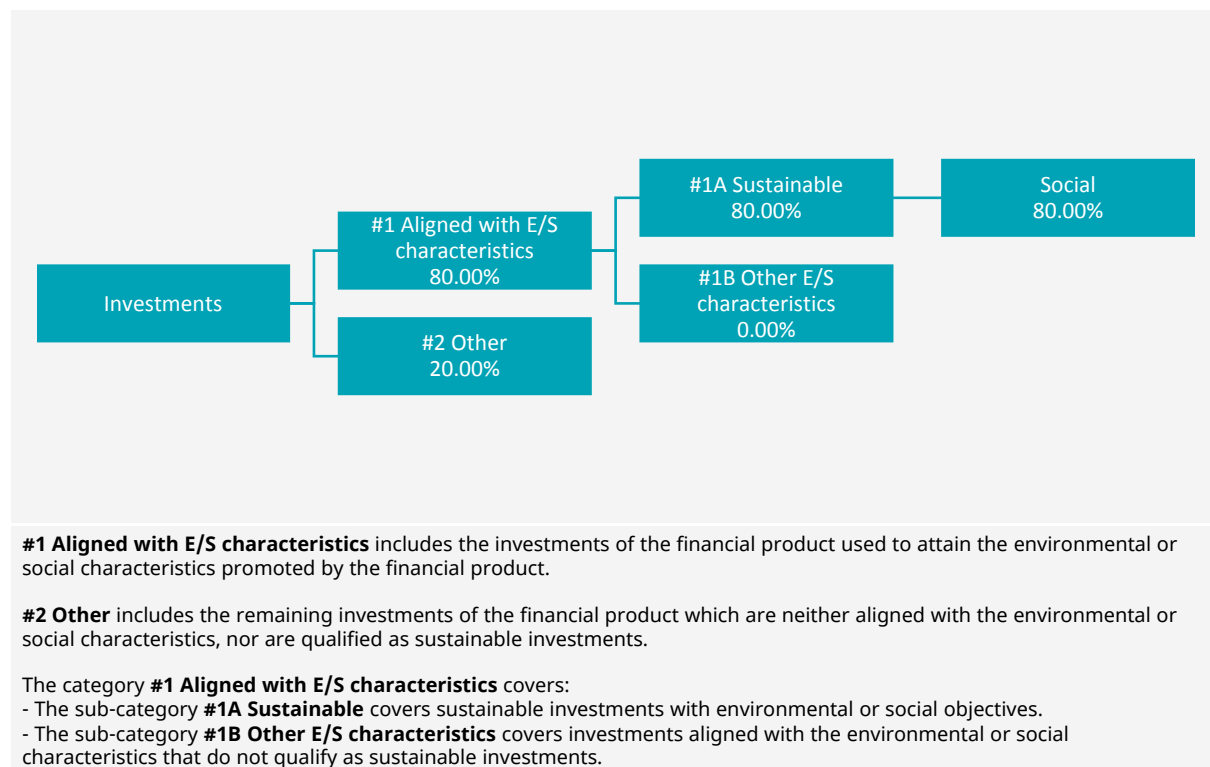 Investments
#1 Aligned with E/S
characteristics
80.00%
#2 Other
20.00%
#1A Sustainable
80.00%
#1B Other E/S
characteristics
0.00%
Social
80.00%
#1 Aligned with E/S characteristics includes the investments of the financial product used to attain the environmental or
social characteristics promoted by the financial product.
#2 Other includes the remaining investments of the financial product which are neither aligned with the environmental or
social characteristics, nor are qualified as sustainable investments.
The category #1 Aligned with E/S characteristics covers:
- The sub-category #1A Sustainable covers sustainable investments with environmental or social objectives.
- The sub-category #1B Other E/S characteristics covers investments aligned with the environmental or social
characteristics that do not qualify as sustainable investments.